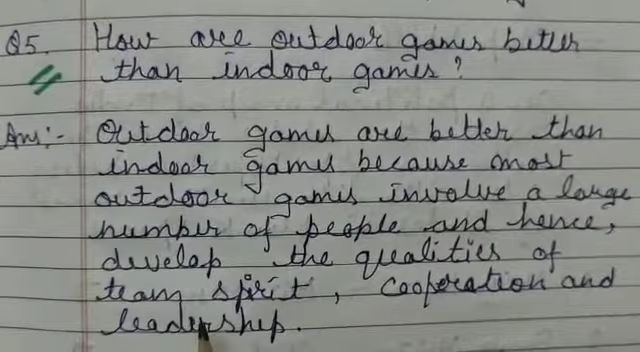 Q5. How are outdoor games better
than indoor games?
Ans:- Outdoor games are better than
indoor games because most
outdoor games involve a large
number of people and hence,
develop the qualities of
team spirit, cooperation and
leadership.